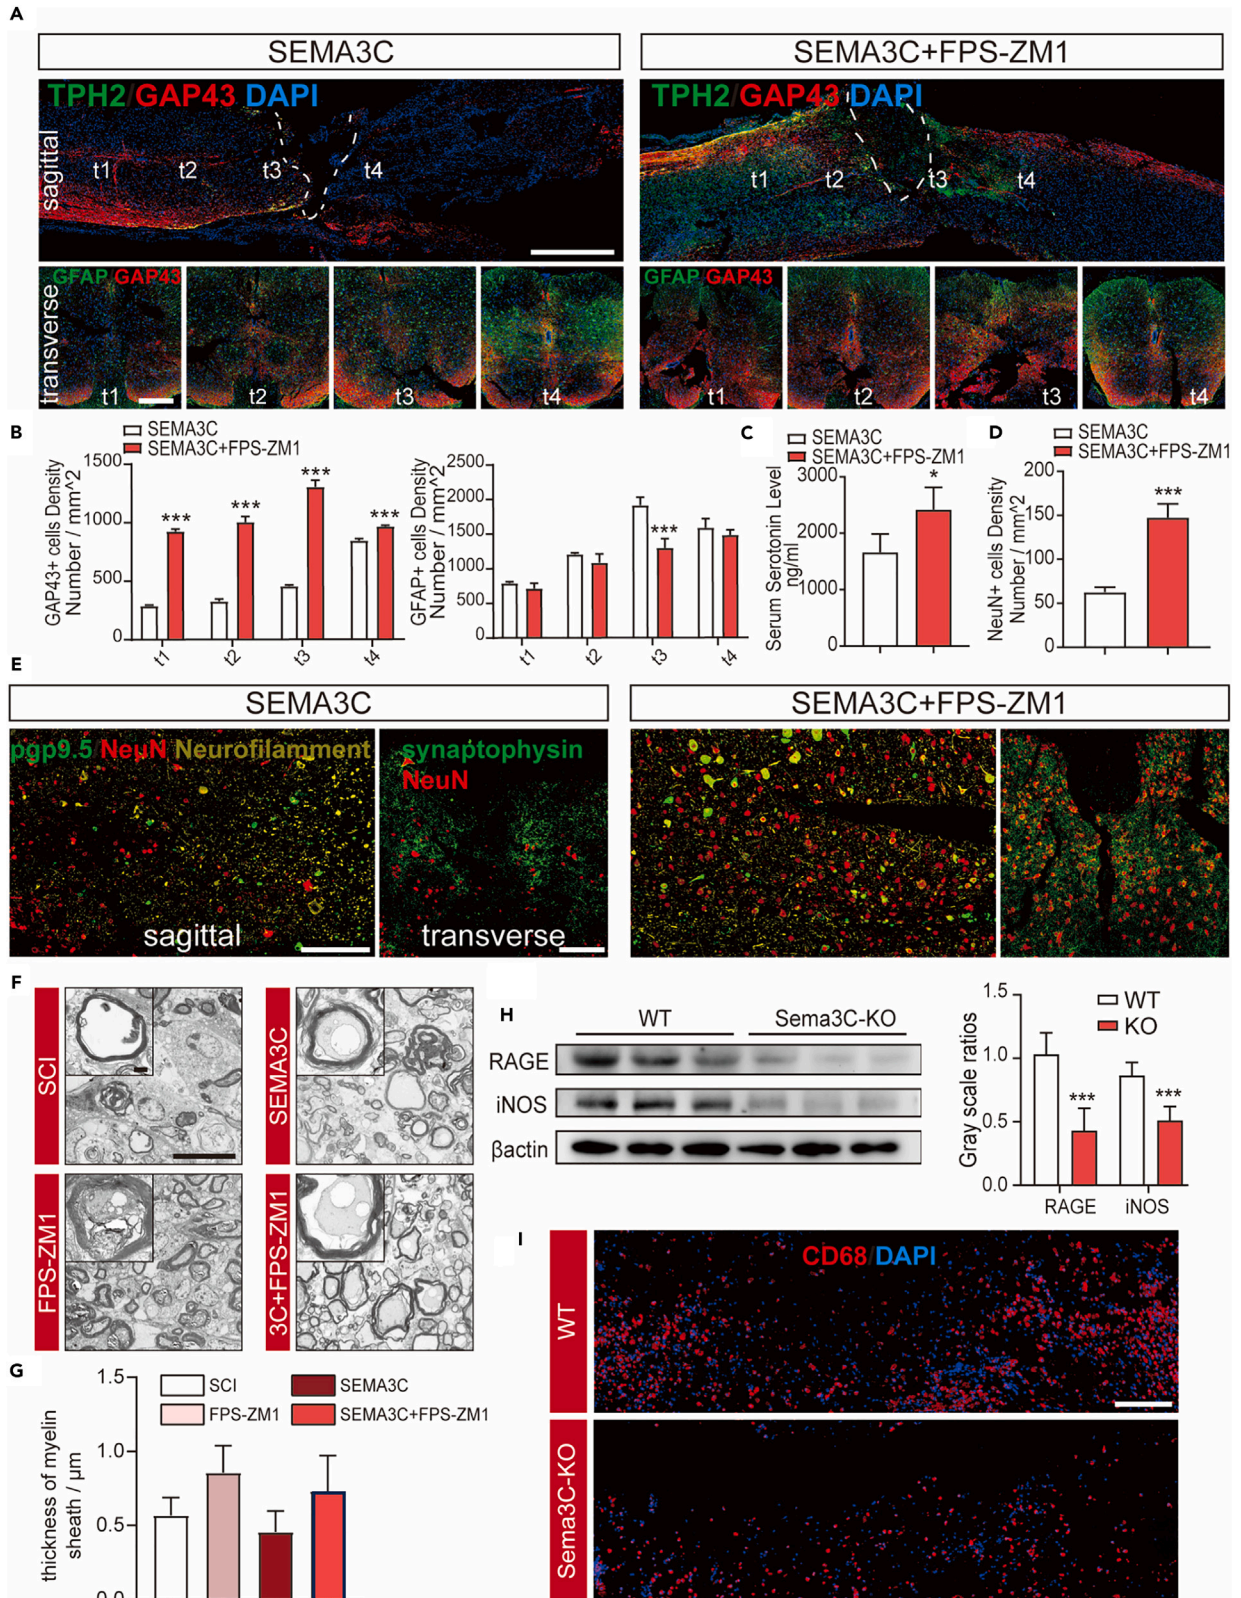 A
SEMA3C
SEMA3C+FPS-ZM1
TPH2/GAP43 DAPI
TPH2/GAP43 DAPI
sagittal
t1
t2
t3
t4
t1
t2
t3
t4
GFAP/GAP43
GFAP/GAP43
transverse
t1
t2
t3
t4
t1
t2
t3
t4
B
SEMA3C
SEMA3C+FPS-ZM1
GAP43+ cells Density
Number / mm^2
1500
1000
500
0
***
***
***
***
t1
t2
t3
t4
GFAP+ cells Density
Number / mm^2
2500
2000
1500
1000
500
0
***
t1
t2
t3
t4
C
SEMA3C
SEMA3C+FPS-ZM1
Serum Serotonin Level
ng/ml
3000
2000
1000
0
*
D
SEMA3C
SEMA3C+FPS-ZM1
NeuN+ cells Density
Number / mm^2
200
150
100
50
0
***
E
SEMA3C
SEMA3C+FPS-ZM1
pgp9.5 NeuN Neurofilamment
synaptophysin
NeuN
sagittal
transverse
F
SCI
SEMA3C
FPS-ZM1
3C+FPS-ZM1
G
thickness of myelin
sheath / μm
1.5
1.0
0.5
0.0
SCI
SEMA3C
FPS-ZM1
SEMA3C+FPS-ZM1
H
WT
Sema3C-KO
RAGE
iNOS
βactin
Gray scale ratios
1.5
1.0
0.5
0.0
WT
KO
***
***
RAGE
iNOS
I
CD68/DAPI
WT
Sema3C-KO